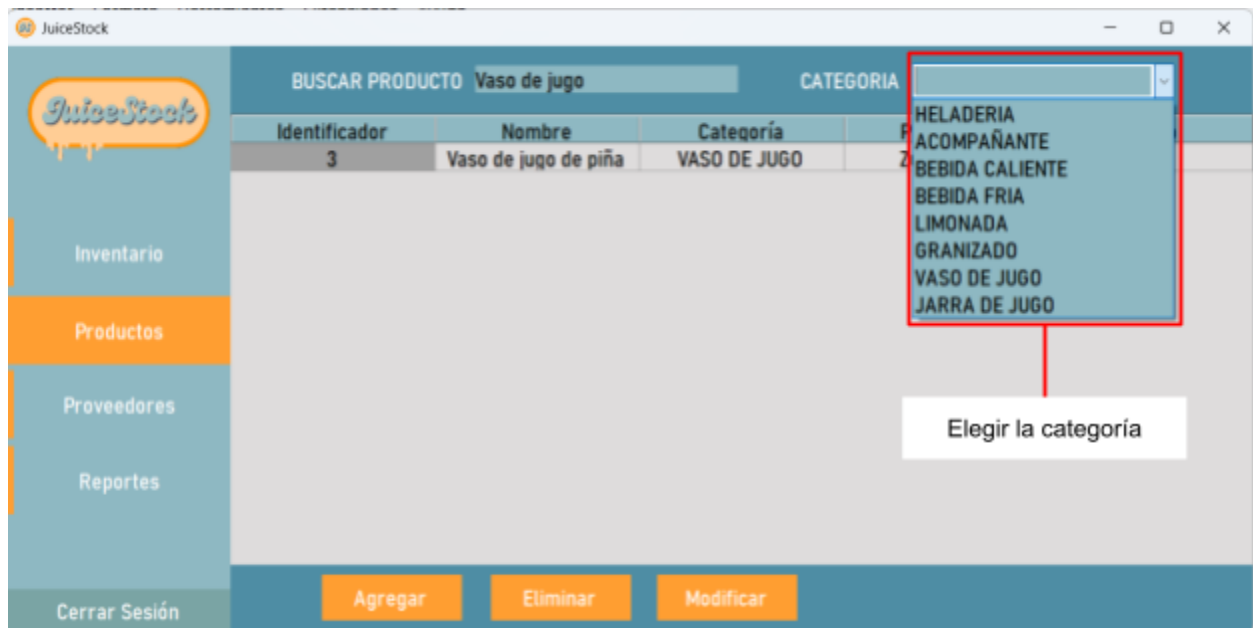 JuiceStock
JuiceStock
BUSCAR PRODUCTO Vaso de jugo CATEGORIA
Identificador Nombre Categoría
3 Vaso de jugo de piña VASO DE JUGO
HELADERIA
ACOMPAÑANTE
BEBIDA CALIENTE
BEBIDA FRIA
LIMONADA
GRANIZADO
VASO DE JUGO
JARRA DE JUGO
Inventario
Productos
Proveedores
Reportes
Elegir la categoría
Agregar Eliminar Modificar
Cerrar Sesión